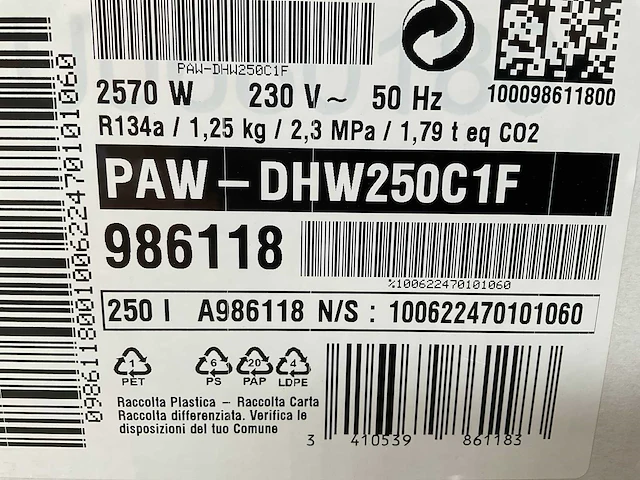 PAW-DHW250C1F
2570 W 230 V~ 50 Hz
100098611800
R134a / 1,25 kg / 2,3 MPa / 1,79 t eq CO2
PAW – DHW250C1F
986118
%100622470101060
250 l A986118 N/S : 100622470101060
1 PET
6 PS
20 PAP
4 LDPE
Raccolta Plastica – Raccolta Carta
Raccolta differenziata. Verifica le
disposizioni del tuo Comune
3 410539 861183
098611800100622470101060